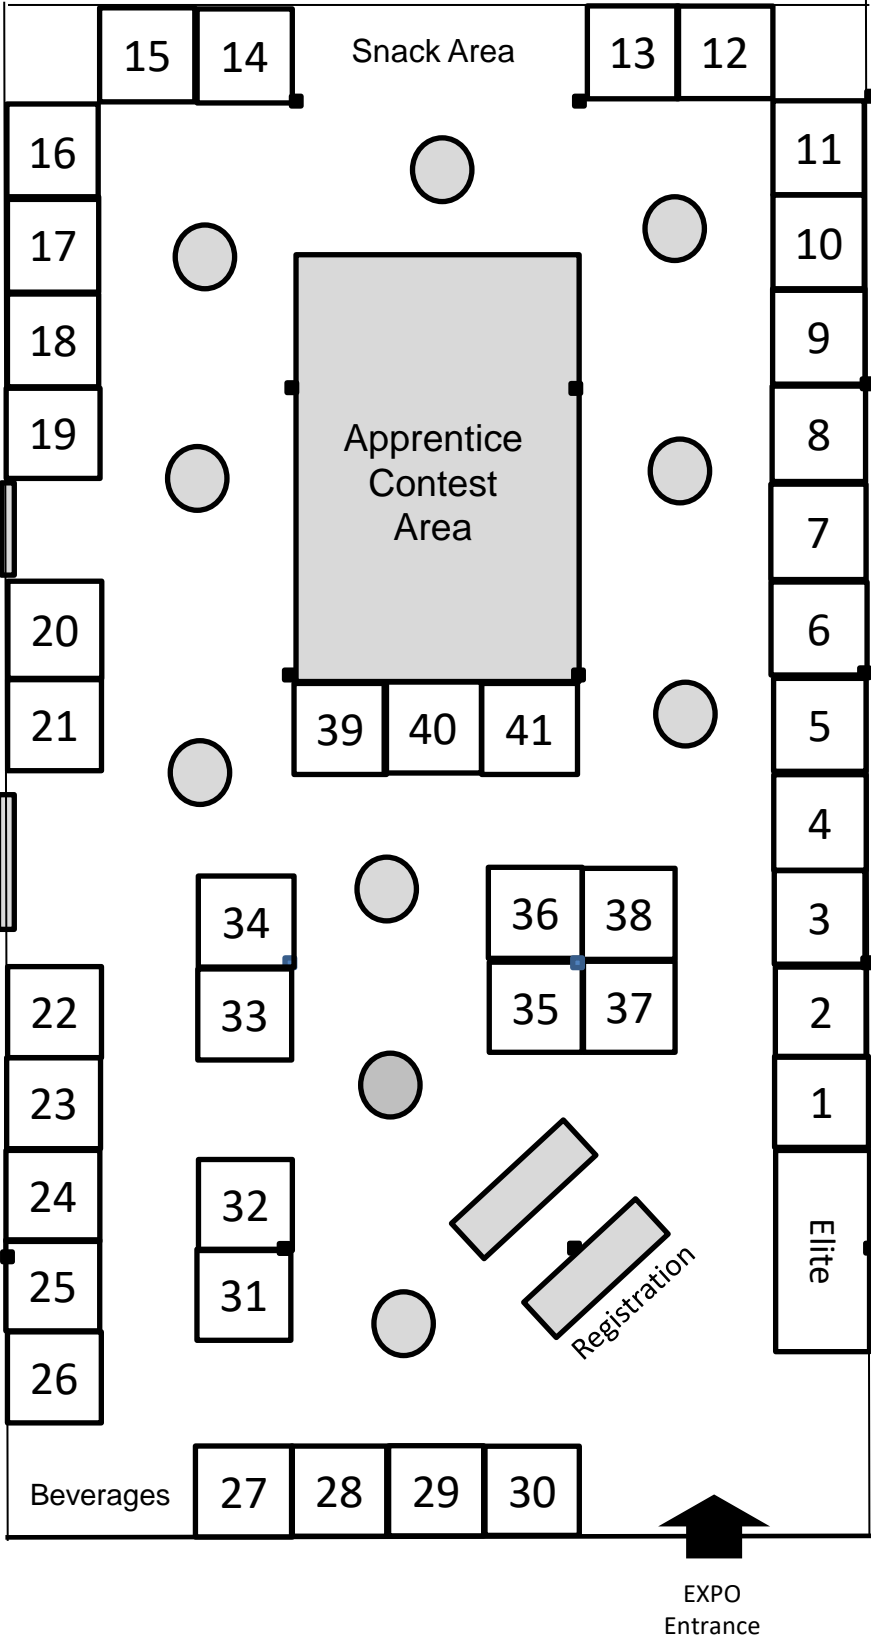 15 14 Snack Area 13 12
16 11
17 10
18 9
19 Apprentice 8
Contest
Area 7
20 6
21 39 40 41 5
4
34 36 38 3
22 33 35 37 2
23 1
24 32 Elite
25 31 Registration
26
Beverages 27 28 29 30
EXPO
Entrance